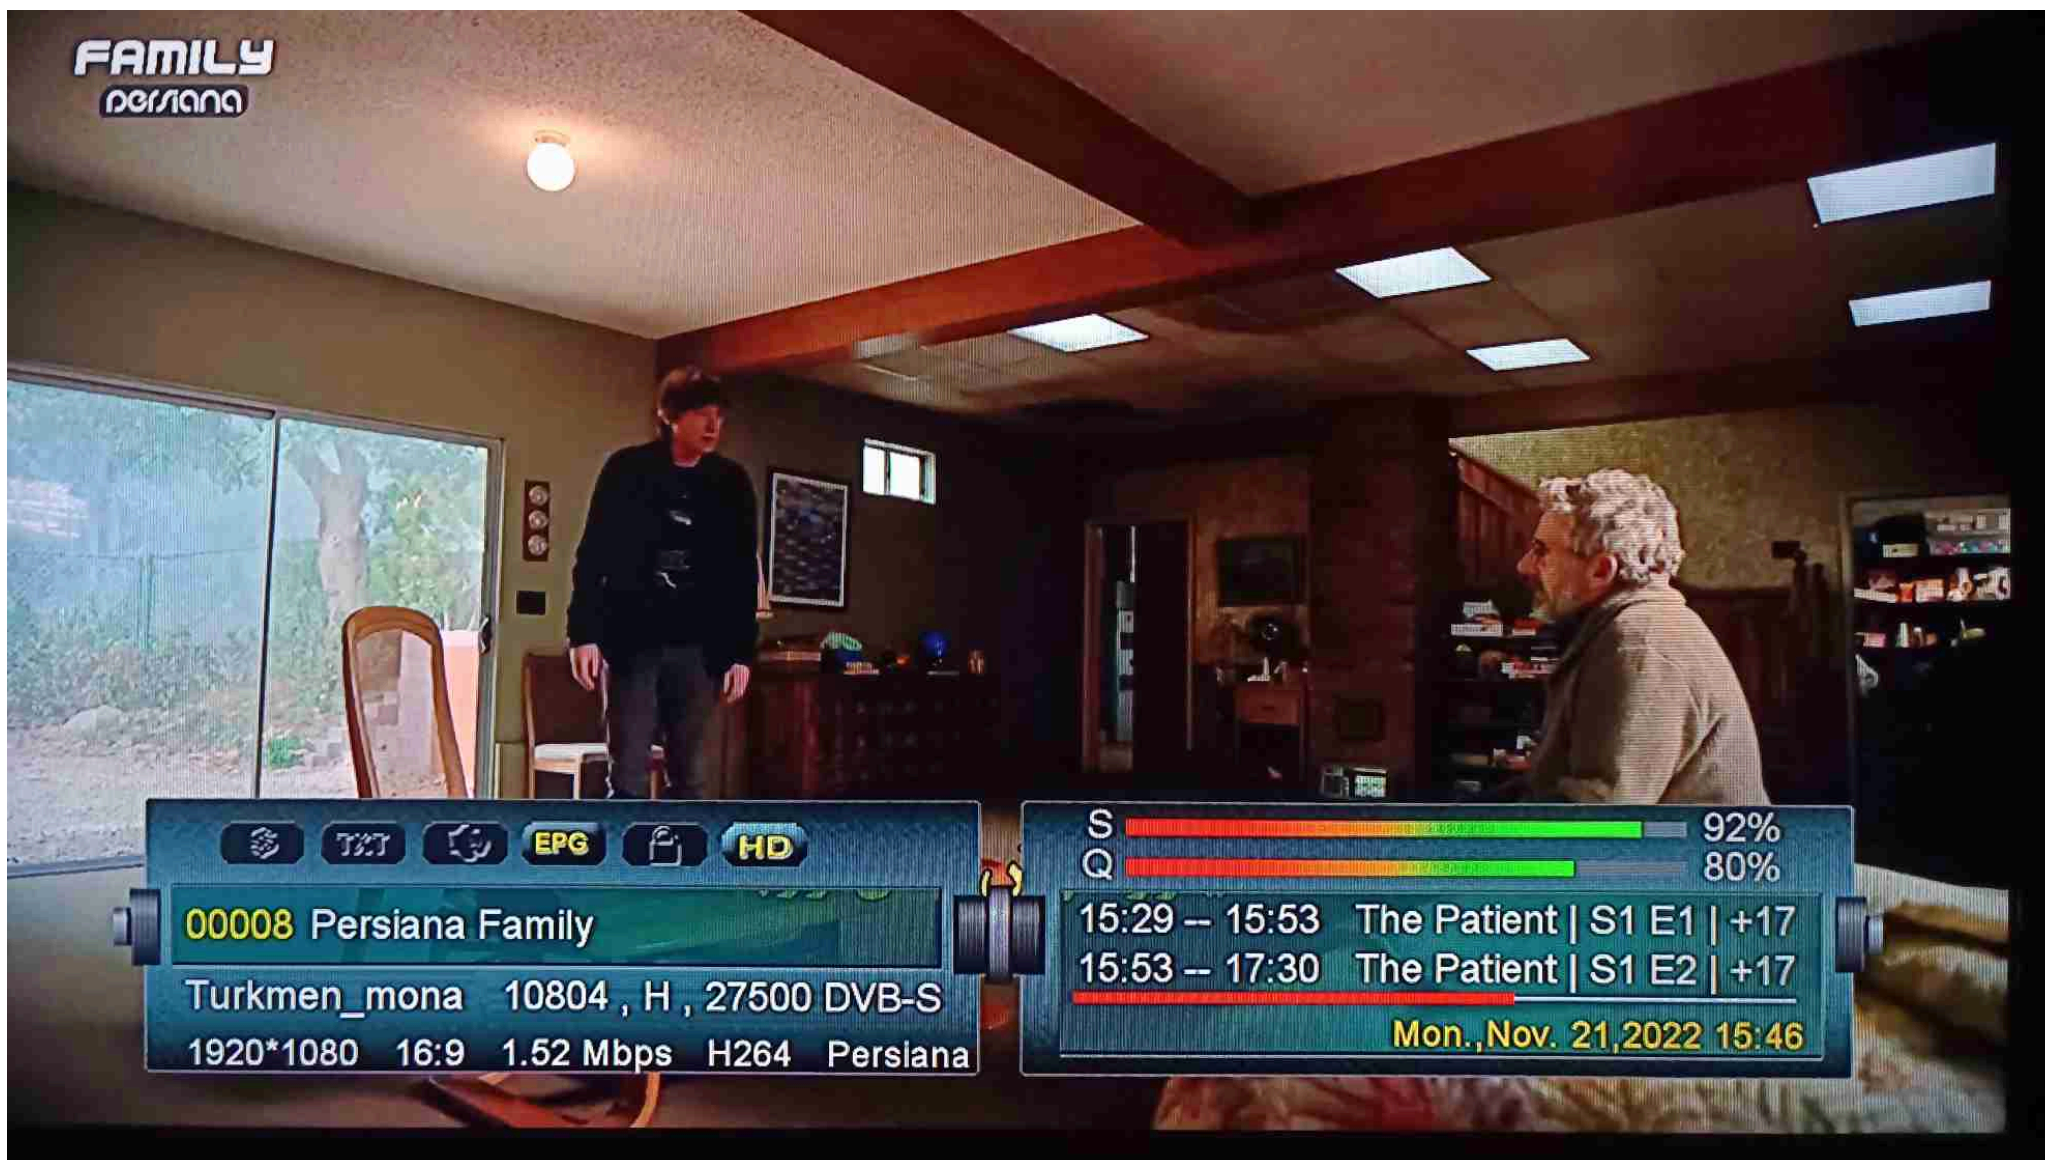 FAMILY
persiana
TXT EPG HD
00008 Persiana Family
Turkmen_mona 10804 , H , 27500 DVB-S
1920*1080 16:9 1.52 Mbps H264 Persiana
S 92%
Q 80%
15:29 -- 15:53 The Patient | S1 E1 | +17
15:53 -- 17:30 The Patient | S1 E2 | +17
Mon.,Nov. 21,2022 15:46